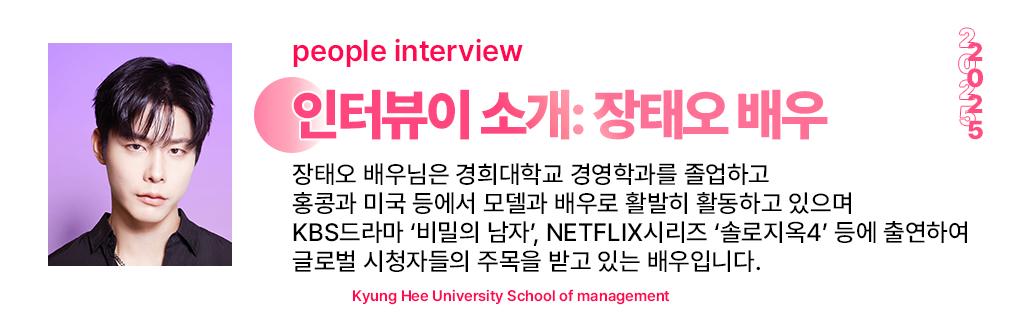 people interview
인터뷰이 소개: 장태오 배우
장태오 배우님은 경희대학교 경영학과를 졸업하고
홍콩과 미국 등에서 모델과 배우로 활발히 활동하고 있으며
KBS드라마 ‘비밀의 남자’, NETFLIX시리즈 ‘솔로지옥4’ 등에 출연하여
글로벌 시청자들의 주목을 받고 있는 배우입니다.
Kyung Hee University School of management
2025
2025